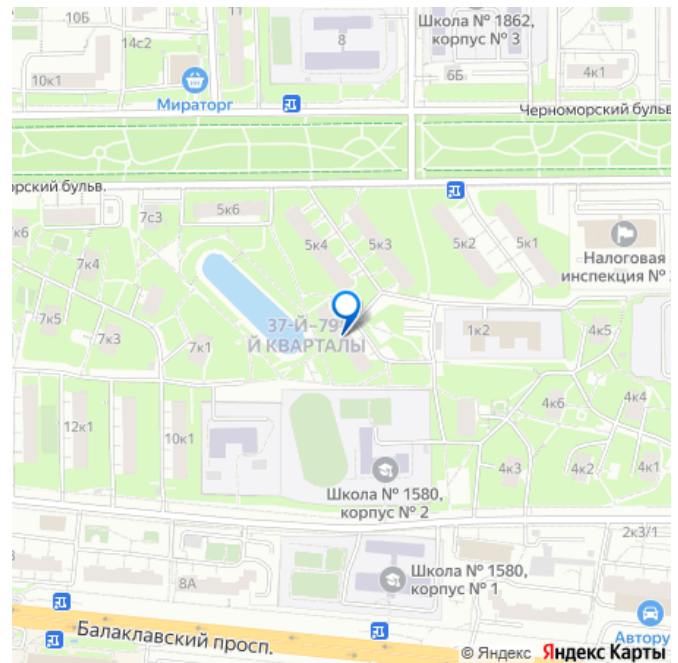 10Б
14с2
11
8
Школа № 1862,
корпус № 3
6Б
4к1
10к1
Мираторг
Черноморский бульв
орский бульв.
7с3
5к6
5к4
5к3
5к2
5к1
Налоговая
инспекция №
к6
7к4
7к5
7к3
7к1
37-Й–79-
Й КВАРТАЛЫ
1к2
4к5
4к4
4к6
12к1
10к1
4к3
4к2
4к1
Школа № 1580,
корпус № 2
2к3/1
8А
Школа № 1580,
корпус № 1
Балаклавский просп.
Автору
© Яндекс Яндекс Карты